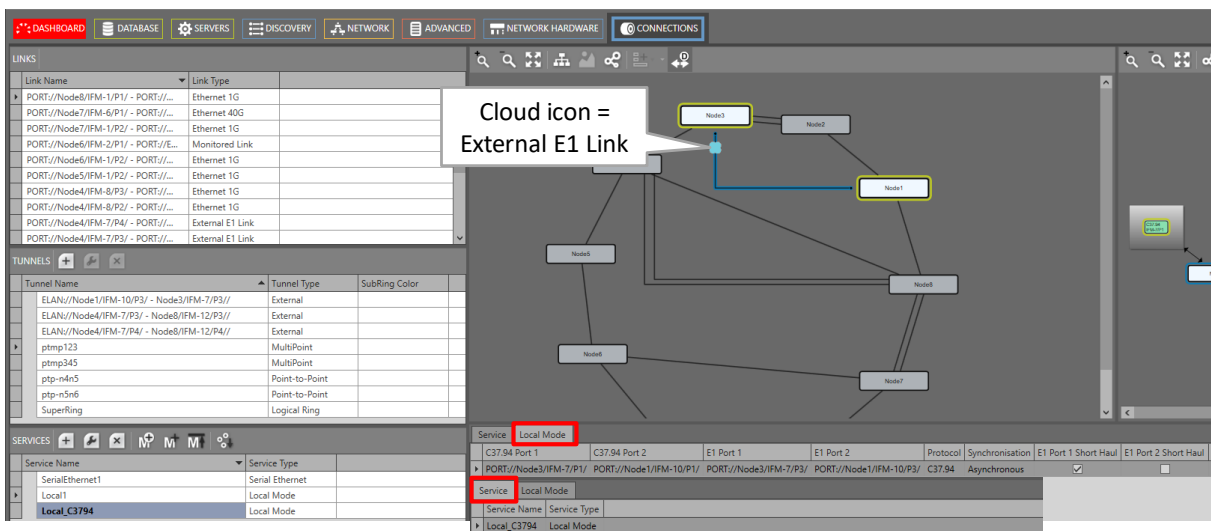 DASHBOARD DATABASE SERVERS DISCOVERY NETWORK ADVANCED NETWORK HARDWARE CONNECTIONS
LINKS
Link Name Link Type
PORT://Node8/IFM-1/P1/ - PORT://... Ethernet 1G
PORT://Node7/IFM-6/P1/ - PORT://... Ethernet 40G
PORT://Node7/IFM-1/P2/ - PORT://... Ethernet 1G
PORT://Node6/IFM-2/P1/ - PORT://E... Monitored Link
PORT://Node6/IFM-1/P2/ - PORT://... Ethernet 1G
PORT://Node5/IFM-1/P2/ - PORT://... Ethernet 1G
PORT://Node4/IFM-8/P3/ - PORT://... Ethernet 1G
PORT://Node4/IFM-8/P2/ - PORT://... Ethernet 1G
PORT://Node4/IFM-7/P4/ - PORT://... External E1 Link
PORT://Node4/IFM-7/P3/ - PORT://... External E1 Link
TUNNELS
Tunnel Name Tunnel Type SubRing Color
ELAN://Node1/IFM-10/P3/ - Node3/IFM-7/P3// External
ELAN://Node4/IFM-7/P3/ - Node8/IFM-12/P3// External
ELAN://Node4/IFM-7/P4/ - Node8/IFM-12/P4// External
ptmp123 MultiPoint
ptmp345 MultiPoint
ptp-n4n5 Point-to-Point
ptp-n5n6 Point-to-Point
SuperRing Logical Ring
SERVICES
Service Name Service Type
SerialEthernet1 Serial Ethernet
Local1 Local Mode
Local_C3794 Local Mode
Cloud icon =
External E1 Link
Node3
Node2
Node1
Node5
Node8
Node6
Node7
Service Local Mode
C37.94 Port 1 C37.94 Port 2 E1 Port 1 E1 Port 2 Protocol Synchronisation E1 Port 1 Short Haul E1 Port 2 Short Haul
PORT://Node3/IFM-7/P1/ PORT://Node1/IFM-10/P1/ PORT://Node3/IFM-7/P3/ PORT://Node1/IFM-10/P3/ C37.94 Asynchronous
Service Local Mode
Service Name Service Type
Local_C3794 Local Mode